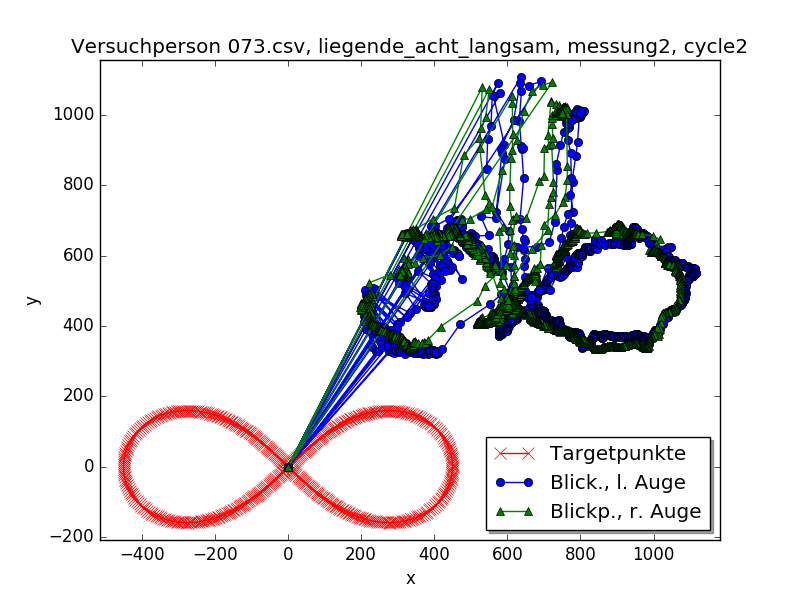 Versuchperson 073.csv, liegende_acht_langsam, messung2, cycle2
1000
800
600
400
200
0
−200
y
−400
−200
0
200
400
600
800
1000
x
Targetpunkte
Blick., l. Auge
Blickp., r. Auge